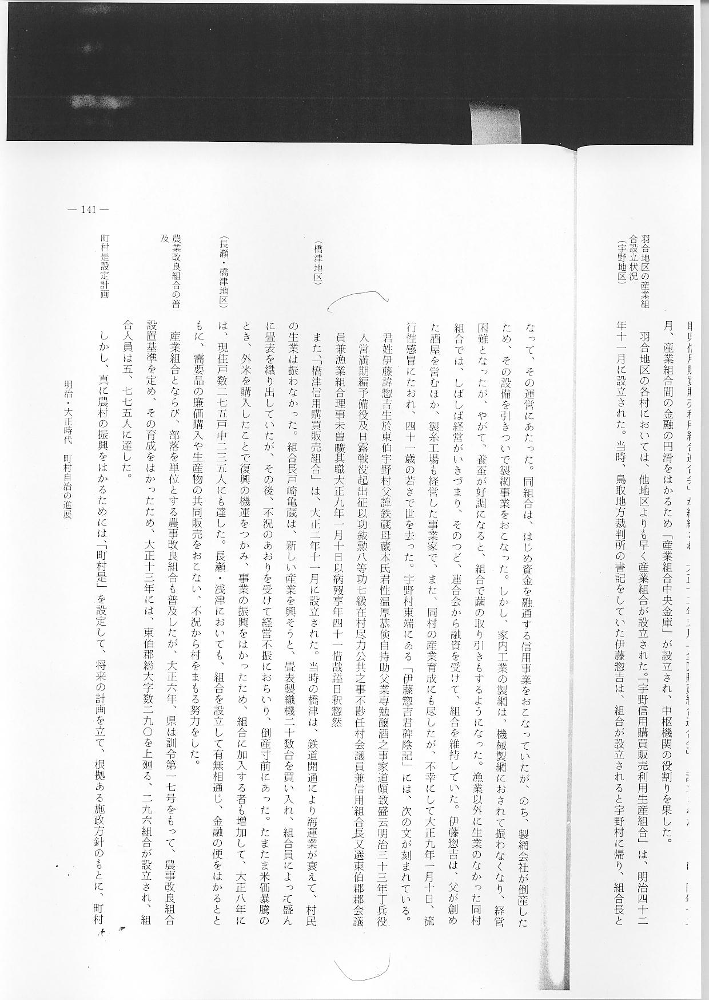 月、産業組合間の金融の円滑をはかるため「産業組合中央金庫」が設立され、中枢機関の役割りを果した。
羽合地区の産業組
合設立状況
（宇野地区）
羽合地区の各村においては、他地区よりも早く産業組合が設立された。「宇野信用購買販売利用生産組合」は、明治四十二
年十一月に設立された。当時、鳥取地方裁判所の書記をしていた伊藤惣吉は、組合が設立されると宇野村に帰り、組合長と
なって、その運営にあたった。同組合は、はじめ資金を融通する信用事業をおこなっていたが、のち、製網会社が倒産した
ため、その設備を引きついで製網事業をおこなった。しかし、家内工業の製網は、機械製網におされて振わなくなり、経営
困難となったが、やがて、養蚕が好調になると、組合で繭の取り引きもするようになった。漁業以外に生業のなかった同村
組合では、しばしば経営がいきづまり、そのつど、連合会から融資を受けて、組合を維持していた。伊藤惣吉は、父が創め
た酒屋を営むほか、製糸工場も経営した事業家で、また、同村の産業育成にも尽したが、不幸にして大正九年一月十日、流
行性感冒にたおれ、四十一歳の若さで世を去った。宇野村東端にある「伊藤惣吉君碑陰記」には、次の文が刻まれている。
君姓伊藤諱惣吉生於東伯宇野村父諱鉄蔵母蔵本氏君性温厚恭倹自持助父業専勉醸酒之事家道頗致盛云明治三十三年丁兵役
入営満期編予備役及日露戦役起出征以功敘勲八等功七級在村尽力公共之事不尠任村会議員兼信用組合長又選東伯郡郡会議
員兼漁業組合理事未曽曠其職大正九年一月十日以病歿享年四十一惜哉謚日釈惣然
（橋津地区）
また、「橋津信用購買販売組合」は、大正二年十一月に設立された。当時の橋津は、鉄道開通により海運業が衰えて、村民
の生業は振わなかった。組合長戸崎亀蔵は、新しい産業を興そうと、畳表製織機二十数台を買い入れ、組合員によって盛ん
に畳表を織り出していたが、その後、不況のあおりを受けて経営不振におちいり、倒産寸前にあった。たまたま米価暴騰の
とき、外米を購入したことで復興の機運をつかみ、事業の振興をはかったため、組合に加入する者も増加して、大正八年に
（長瀬・橋津地区）
は、現住戸数二七五戸中二三五人にも達した。長瀬・浅津においても、組合を設立して有無相通じ、金融の便をはかるとと
もに、需要品の廉価購入や生産物の共同販売をおこない、不況から村をまもる努力をした。
農業改良組合の普
及
産業組合とならび、部落を単位とする農事改良組合も普及したが、大正六年、県は訓令第一七号をもって、農事改良組合
設置基準を定め、その育成をはかったため、大正十三年には、東伯郡総大字数二九〇を上廻る、二九六組合が設立され、組
合人員は五、七七五人に達した。
町村是設定計画
しかし、真に農村の振興をはかるためには、「町村是」を設定して、将来の計画を立て、根拠ある施政方針のもとに、町村
明治・大正時代　町村自治の進展
― 141 ―